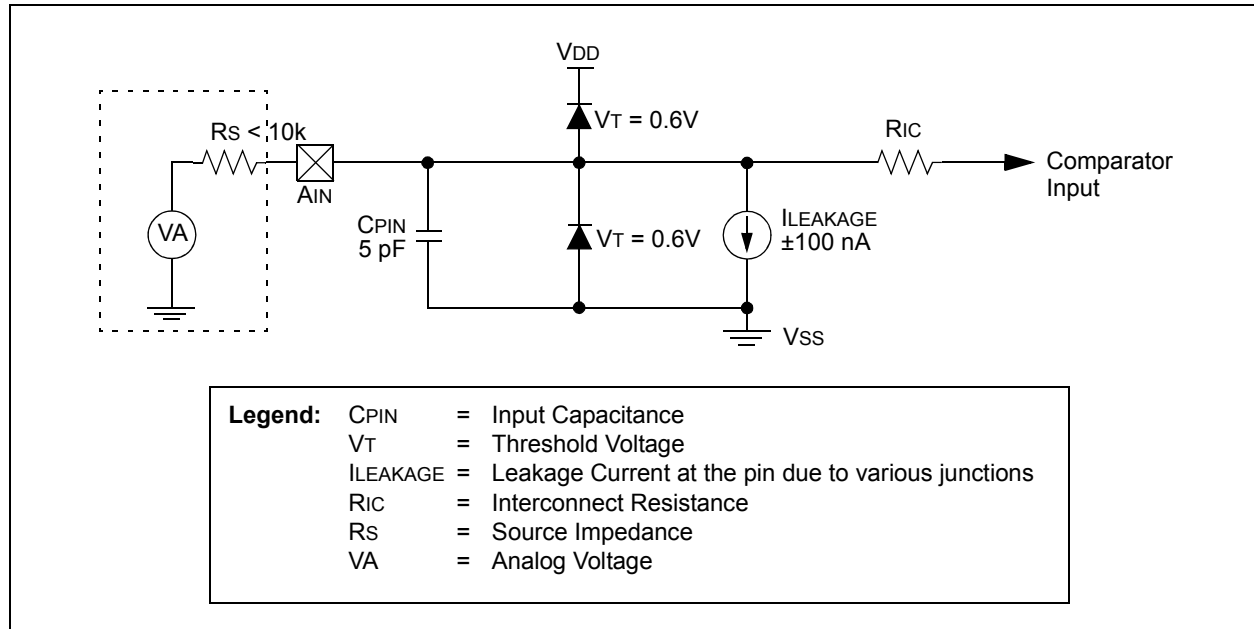 VDD
VT = 0.6V
RS < 10k
RIC
AIN
Comparator
Input
VA
CPIN
5 pF
VT = 0.6V
ILEAKAGE
±100 nA
VSS
Legend: CPIN = Input Capacitance
VT = Threshold Voltage
ILEAKAGE = Leakage Current at the pin due to various junctions
RIC = Interconnect Resistance
RS = Source Impedance
VA = Analog Voltage